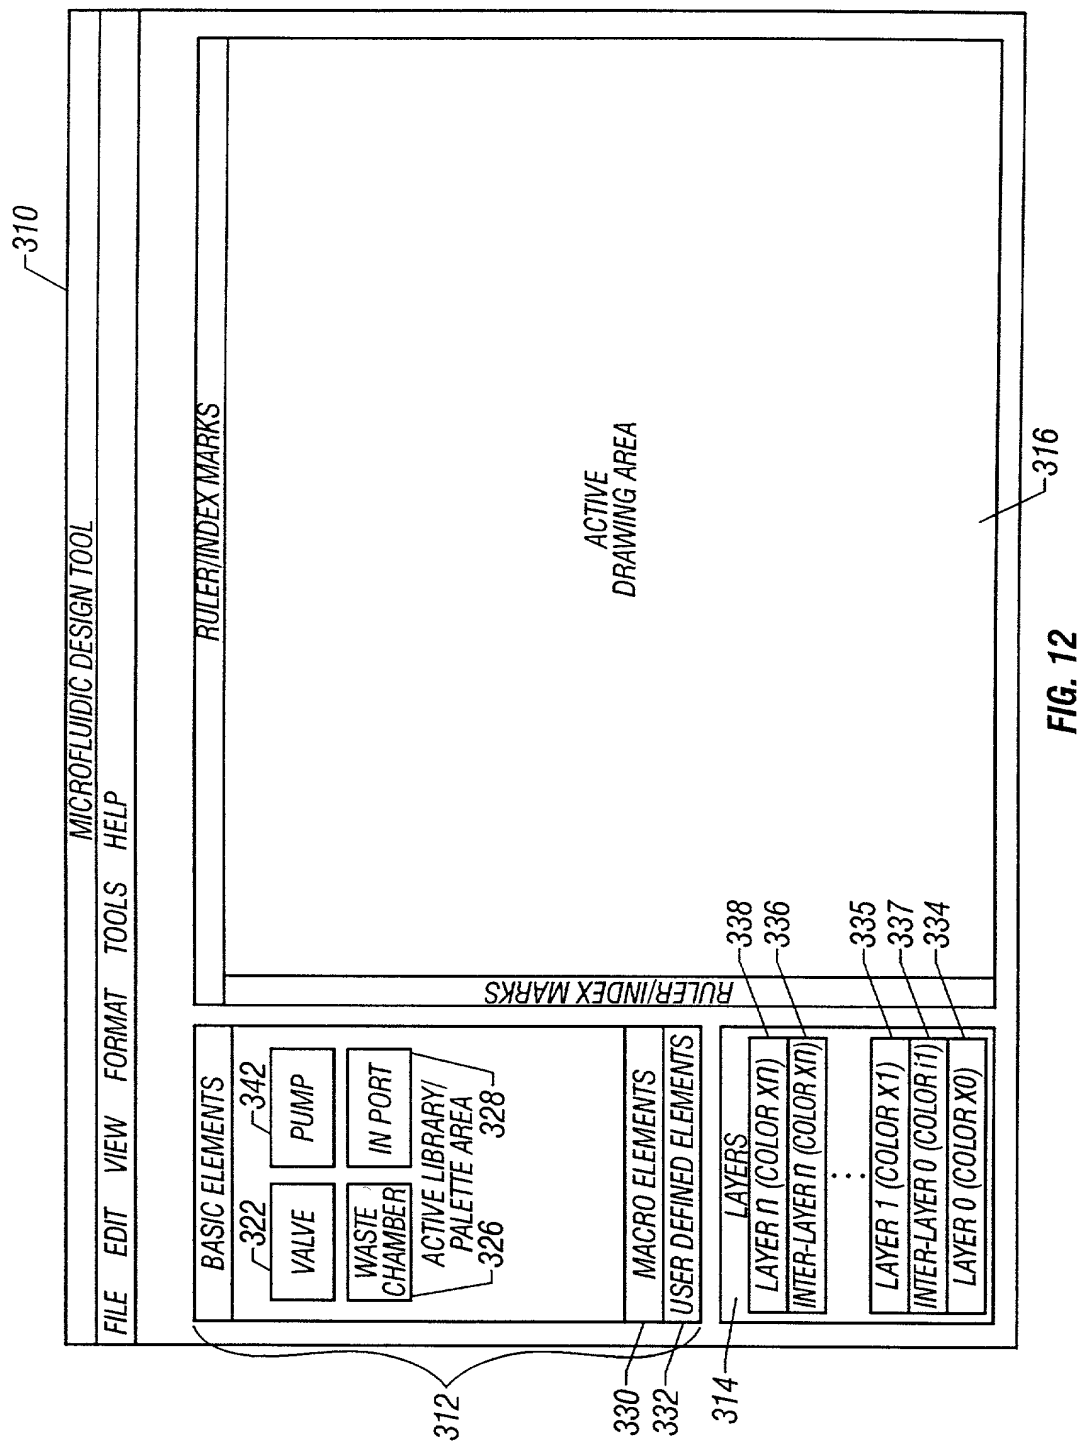 310
MICROFLUIDIC DESIGN TOOL
FILE EDIT VIEW FORMAT TOOLS HELP
BASIC ELEMENTS
322
342
VALVE
PUMP
WASTE
CHAMBER
IN PORT
ACTIVE LIBRARY/
PALETTE AREA
326
328
MACRO ELEMENTS
USER DEFINED ELEMENTS
312
330
332
314
LAYERS
LAYER n (COLOR Xn)
INTER-LAYER n (COLOR Xn)
...
LAYER 1 (COLOR X1)
INTER-LAYER 0 (COLOR i1)
LAYER 0 (COLOR X0)
338
336
335
337
334
RULER/INDEX MARKS
RULER/INDEX MARKS
ACTIVE
DRAWING AREA
316
FIG. 12